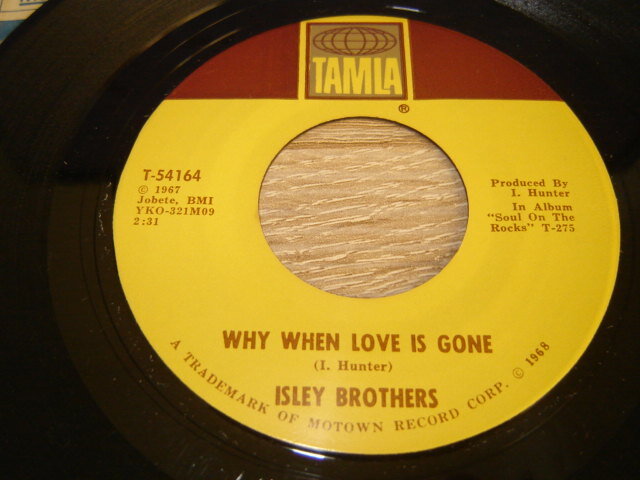 TAMLA
®
T-54164
© 1967
Jobete, BMI
YKO-321M09
2:31
Produced By
I. Hunter
In Album
"Soul On The
Rocks" T-275
WHY WHEN LOVE IS GONE
(I. Hunter)
ISLEY BROTHERS
A TRADEMARK OF MOTOWN RECORD CORP. © 1968